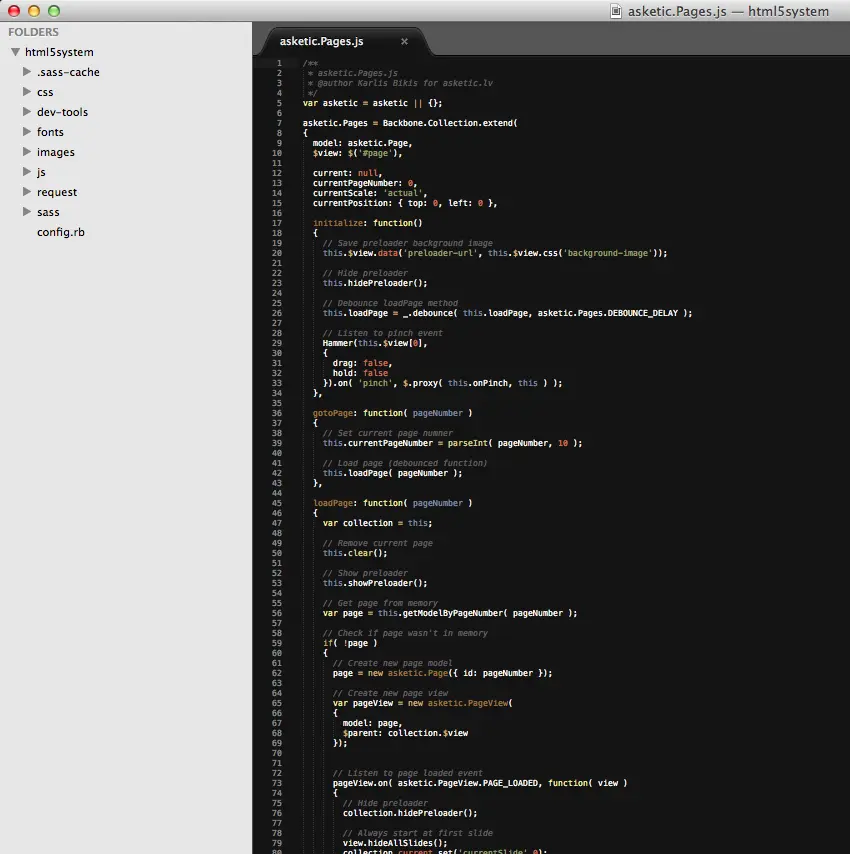 asketic.Pages.js — html5system
FOLDERS
html5system
.sass-cache
css
dev-tools
fonts
images
js
request
sass
config.rb
asketic.Pages.js ×
1 /**
2 * asketic.Pages.js
3 * @author Karlis Bikis for asketic.lv
4 */
5 var asketic = asketic || {};
6
7 asketic.Pages = Backbone.Collection.extend(
8 {
9 model: asketic.Page,
10 $view: $('#page'),
11
12 current: null,
13 currentPageNumber: 0,
14 currentScale: 'actual',
15 currentPosition: { top: 0, left: 0 },
16
17 initialize: function()
18 {
19 // Save preloader background image
20 this.$view.data('preloader-url', this.$view.css('background-image'));
21
22 // Hide preloader
23 this.hidePreloader();
24
25 // Debounce loadPage method
26 this.loadPage = _.debounce( this.loadPage, asketic.Pages.DEBOUNCE_DELAY );
27
28 // Listen to pinch event
29 Hammer(this.$view[0],
30 {
31 drag: false,
32 hold: false
33 }).on( 'pinch', $.proxy( this.onPinch, this ) );
34 },
35
36 gotoPage: function( pageNumber )
37 {
38 // Set current page numner
39 this.currentPageNumber = parseInt( pageNumber, 10 );
40
41 // Load page (debounced function)
42 this.loadPage( pageNumber );
43 },
44
45 loadPage: function( pageNumber )
46 {
47 var collection = this;
48
49 // Remove current page
50 this.clear();
51
52 // Show preloader
53 this.showPreloader();
54
55 // Get page from memory
56 var page = this.getModelByPageNumber( pageNumber );
57
58 // Check if page wasn't in memory
59 if( !page )
60 {
61 // Create new page model
62 page = new asketic.Page({ id: pageNumber });
63
64 // Create new page view
65 var pageView = new asketic.PageView(
66 {
67 model: page,
68 $parent: collection.$view
69 });
70
71
72 // Listen to page loaded event
73 pageView.on( asketic.PageView.PAGE_LOADED, function( view )
74 {
75 // Hide preloader
76 collection.hidePreloader();
77
78 // Always start at first slide
79 view.hideAllSlides();
80 collection.current.set('currentSlide',0);